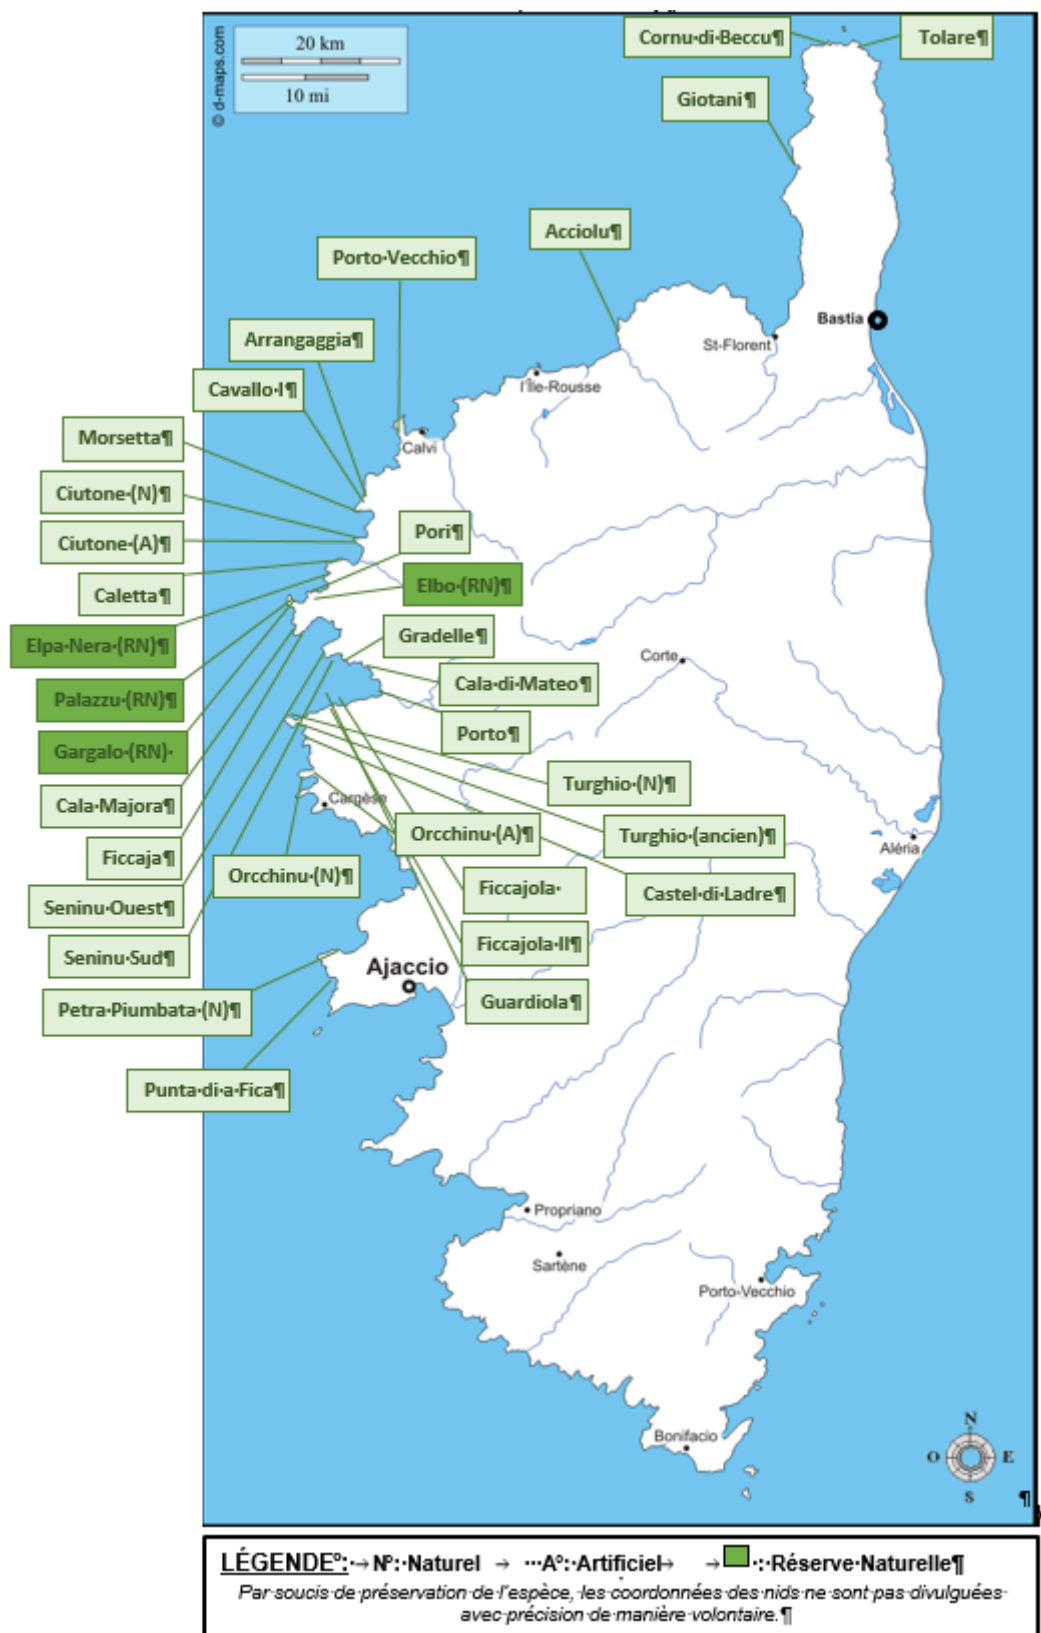 Cornu·di·Beccu¶
Tolare¶
20 km
10 mi
© d-maps.com
Giotani¶
Acciolu¶
Porto·Vecchio¶
Bastia
St-Florent
Arrangaggia¶
l'Île-Rousse
Cavallo·I¶
Morsetta¶
Calvi
Ciutone·(N)¶
Pori¶
Ciutone·(A)¶
Elbo·(RN)¶
Caletta¶
Elpa·Nera·(RN)¶
Gradelle¶
Corte
Cala·di·Mateo¶
Palazzu·(RN)¶
Porto¶
Gargalo·(RN)·
Turghio·(N)¶
Cala·Majora¶
Cargèse
Orcchinu·(A)¶
Turghio·(ancien)¶
Aléria
Ficcaja¶
Orcchinu·(N)¶
Ficcajola·
Castel·di·Ladre¶
Seninu·Ouest¶
Ficcajola·II¶
Seninu·Sud¶
Ajaccio
Guardiola¶
Petra·Piumbata·(N)¶
Punta·di·a·Fica¶
Propriano
Sartène
Porto-Vecchio
Bonifacio
N
O
E
S
¶
LÉGENDE°:·→N°:·Naturel → ··A°:·Artificiel→ → ·:·Réserve·Naturelle¶
Par·soucis·de·préservation·de·l'espèce,·les·coordonnées·des·nids·ne·sont·pas·divulguées·
avec·précision·de·manière·volontaire.¶